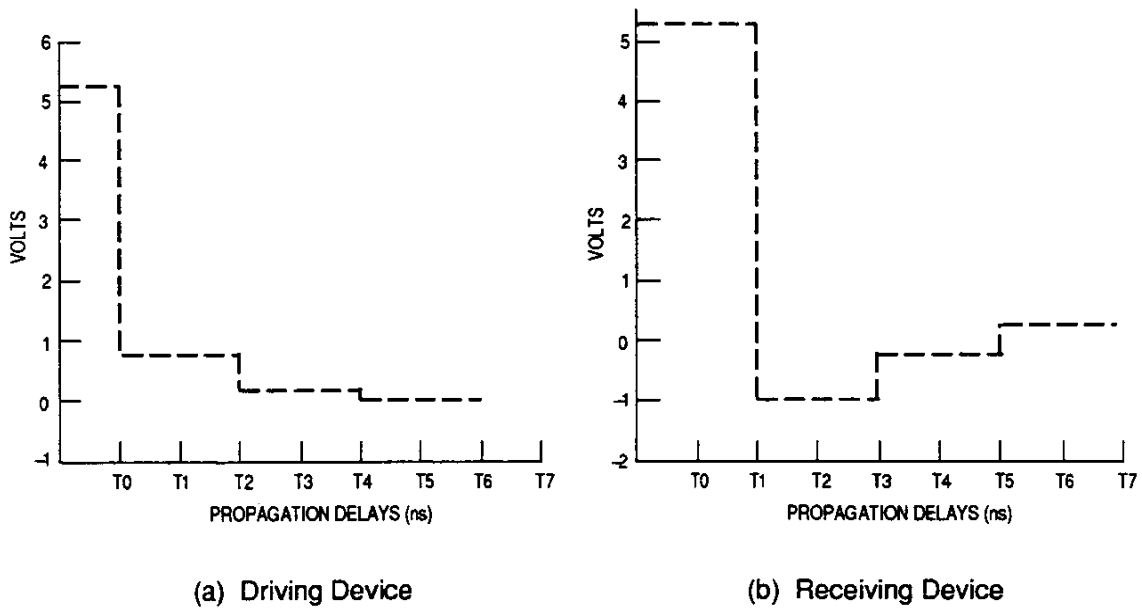 6
5
4
3
2
1
0
–1
VOLTS
T0 T1 T2 T3 T4 T5 T6 T7
PROPAGATION DELAYS (ns)
(a) Driving Device
5
4
3
2
1
0
–1
–2
VOLTS
T0 T1 T2 T3 T4 T5 T6 T7
PROPAGATION DELAYS (ns)
(b) Receiving Device